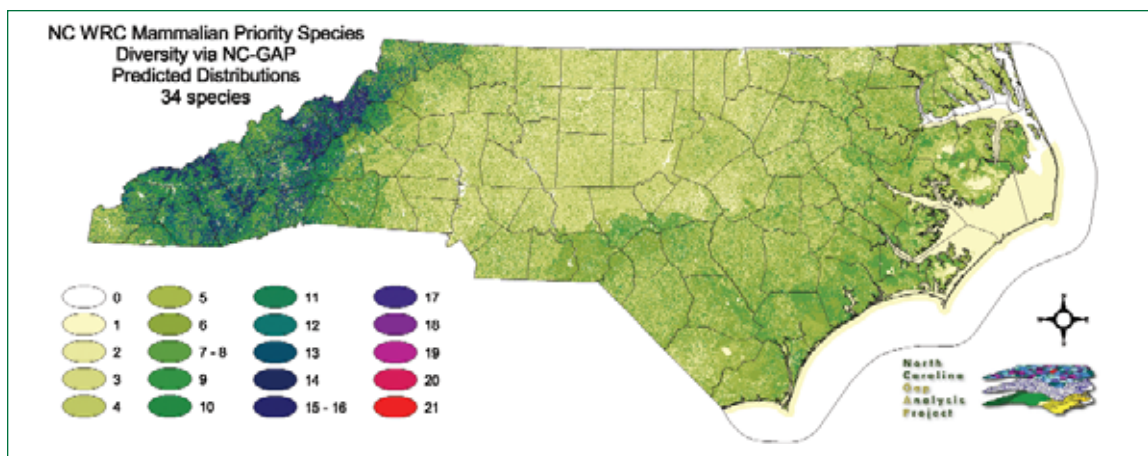 NC WRC Mammalian Priority Species
Diversity via NC-GAP
Predicted Distributions
34 species
0
1
2
3
4
5
6
7 - 8
9
10
11
12
13
14
15 - 16
17
18
19
20
21
North
Carolina
Gap
Analysis
Project